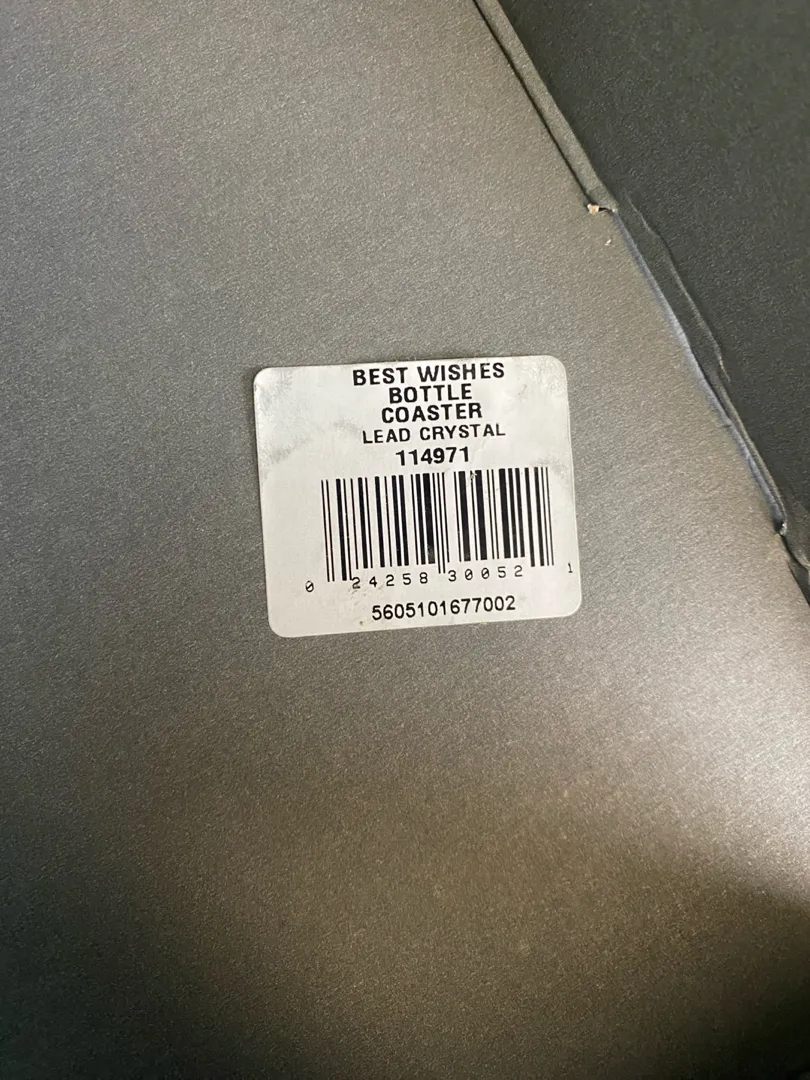 BEST WISHES
BOTTLE
COASTER
LEAD CRYSTAL
114971
0 24258 30052 1
5605101677002